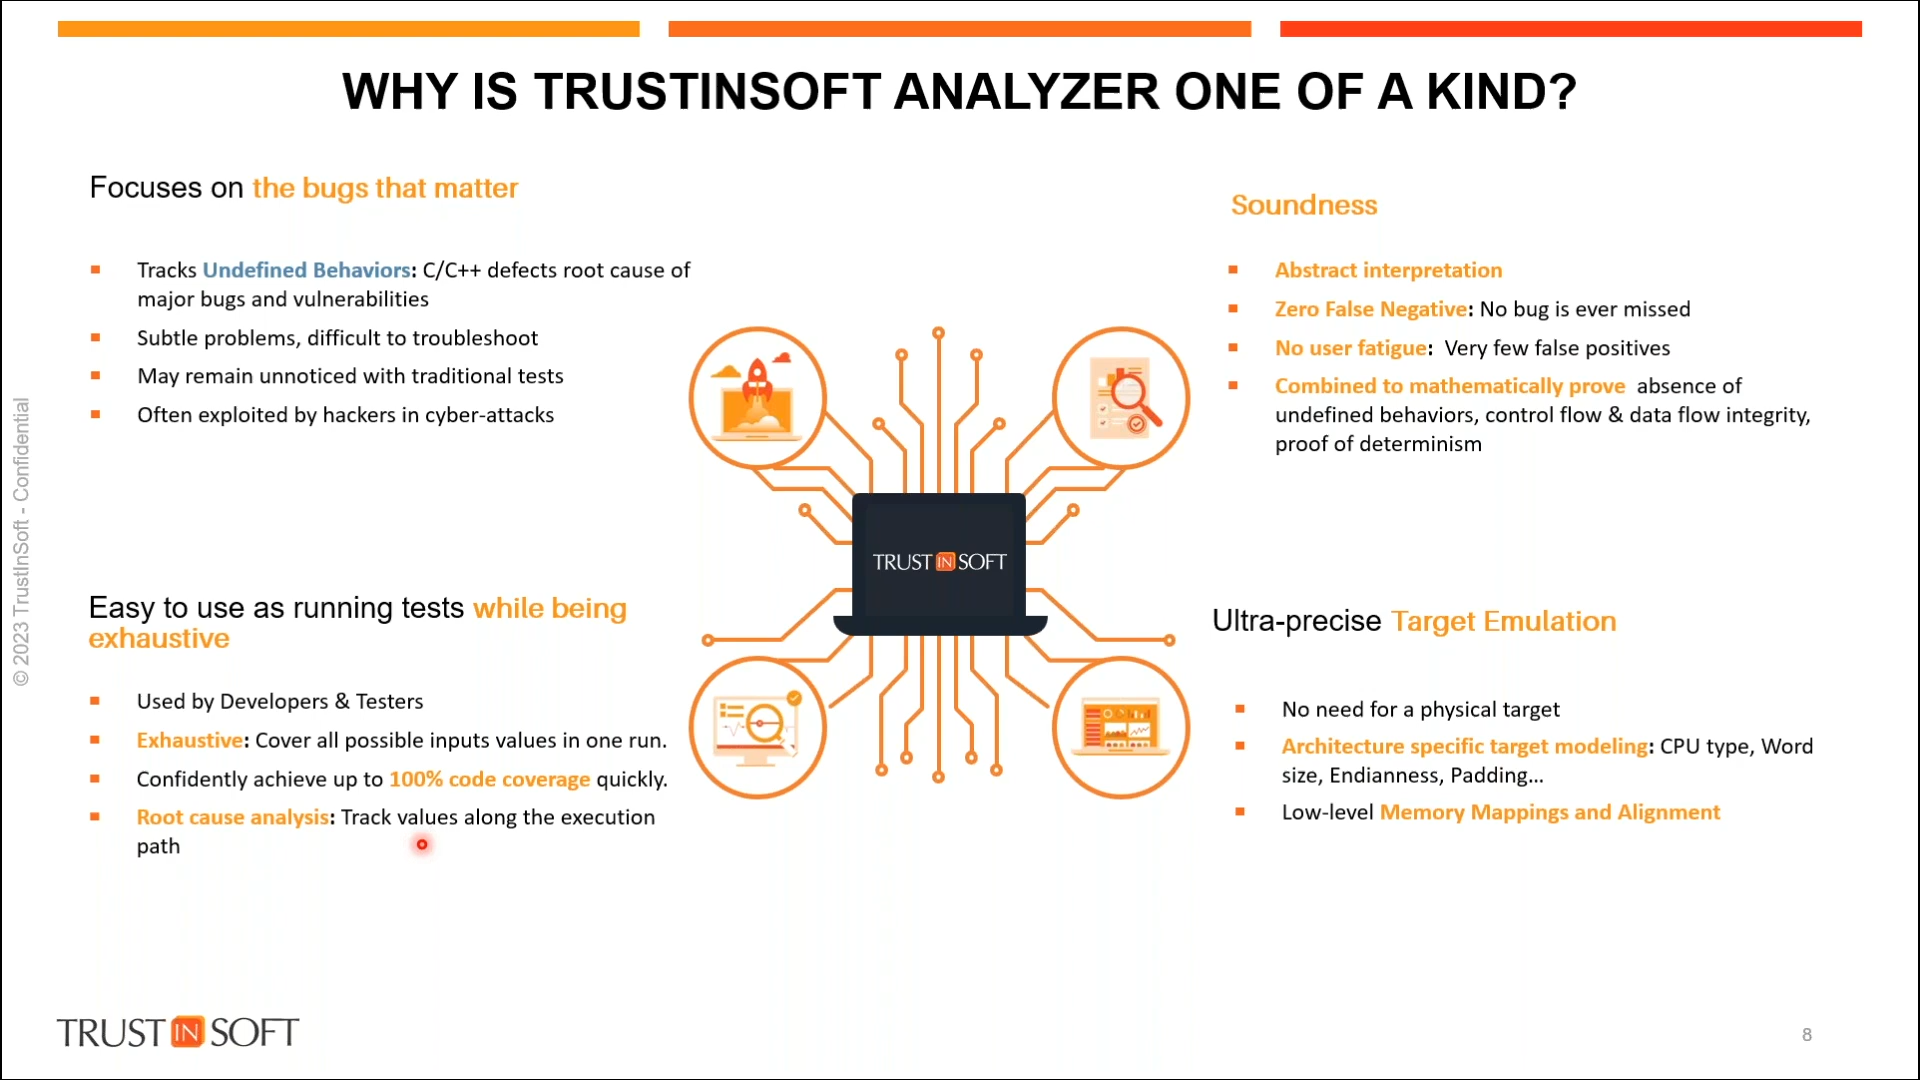 WHY IS TRUSTINSOFT ANALYZER ONE OF A KIND?
Focuses on the bugs that matter
Tracks Undefined Behaviors: C/C++ defects root cause of
major bugs and vulnerabilities
Subtle problems, difficult to troubleshoot
May remain unnoticed with traditional tests
Often exploited by hackers in cyber-attacks
Soundness
Abstract interpretation
Zero False Negative: No bug is ever missed
No user fatigue: Very few false positives
Combined to mathematically prove absence of
undefined behaviors, control flow & data flow integrity,
proof of determinism
TRUST IN SOFT
Easy to use as running tests while being
exhaustive
Used by Developers & Testers
Exhaustive: Cover all possible inputs values in one run.
Confidently achieve up to 100% code coverage quickly.
Root cause analysis: Track values along the execution
path
Ultra-precise Target Emulation
No need for a physical target
Architecture specific target modeling: CPU type, Word
size, Endianness, Padding...
Low-level Memory Mappings and Alignment
© 2023 TrustInSoft - Confidential
TRUST IN SOFT
8